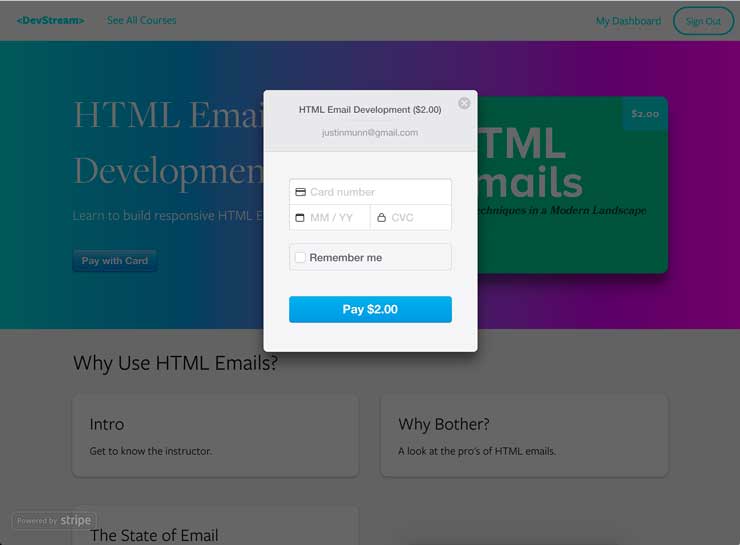 <DevStream>
See All Courses
My Dashboard
Sign Out
HTML Emai
Developmen
Learn to build responsive HTML E
Pay with Card
HTML Email Development ($2.00)
justinmunn@gmail.com
Card number
MM / YY
CVC
Remember me
Pay $2.00
$2.00
TML
mails
echniques in a Modern Landscape
Why Use HTML Emails?
Intro
Get to know the instructor.
Why Bother?
A look at the pro's of HTML emails.
The State of Email
Powered by stripe